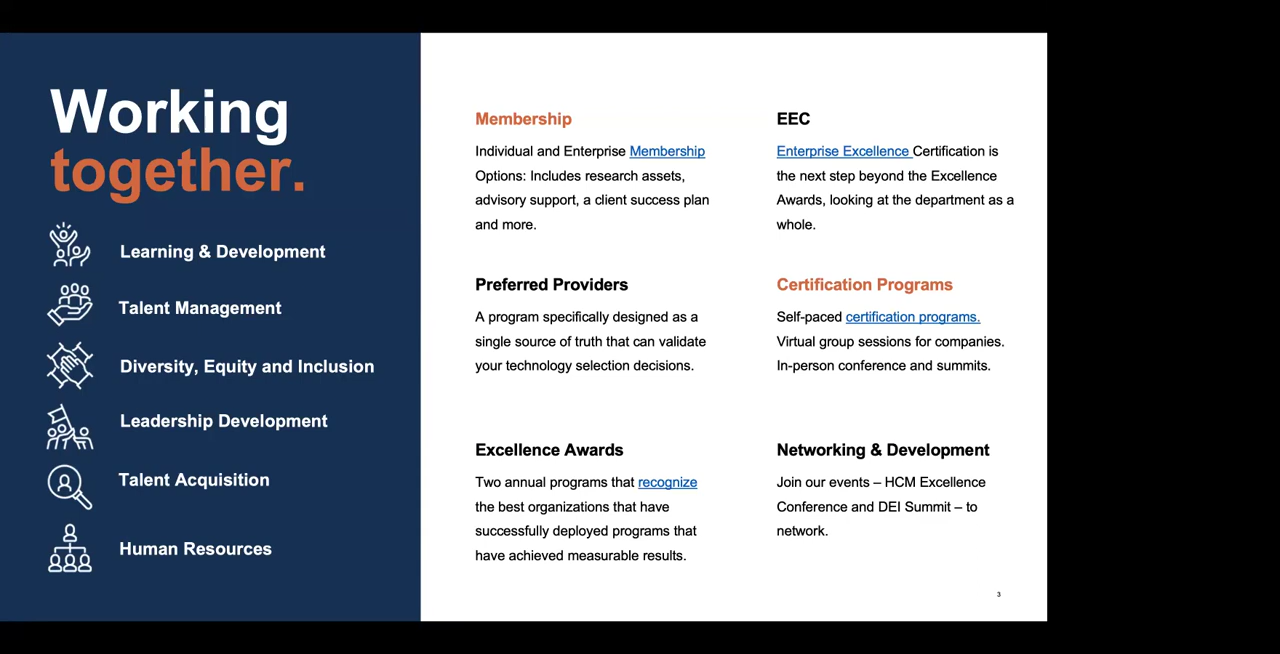 Working
together.
Learning & Development
Talent Management
Diversity, Equity and Inclusion
Leadership Development
Talent Acquisition
Human Resources
Membership
Individual and Enterprise Membership
Options: Includes research assets,
advisory support, a client success plan
and more.
EEC
Enterprise Excellence Certification is
the next step beyond the Excellence
Awards, looking at the department as a
whole.
Preferred Providers
A program specifically designed as a
single source of truth that can validate
your technology selection decisions.
Certification Programs
Self-paced certification programs.
Virtual group sessions for companies.
In-person conference and summits.
Excellence Awards
Two annual programs that recognize
the best organizations that have
successfully deployed programs that
have achieved measurable results.
Networking & Development
Join our events – HCM Excellence
Conference and DEI Summit – to
network.
3